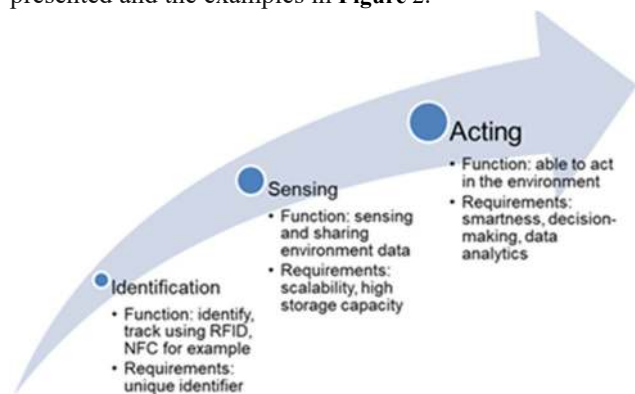 presented and the examples in Figure 2.
Identification
• Function: identify,
track using RFID,
NFC for example
• Requirements:
unique identifier
Sensing
• Function: sensing
and sharing
environment data
• Requirements:
scalability, high
storage capacity
Acting
• Function: able to act
in the environment
• Requirements:
smartness, decision-
making, data
analytics